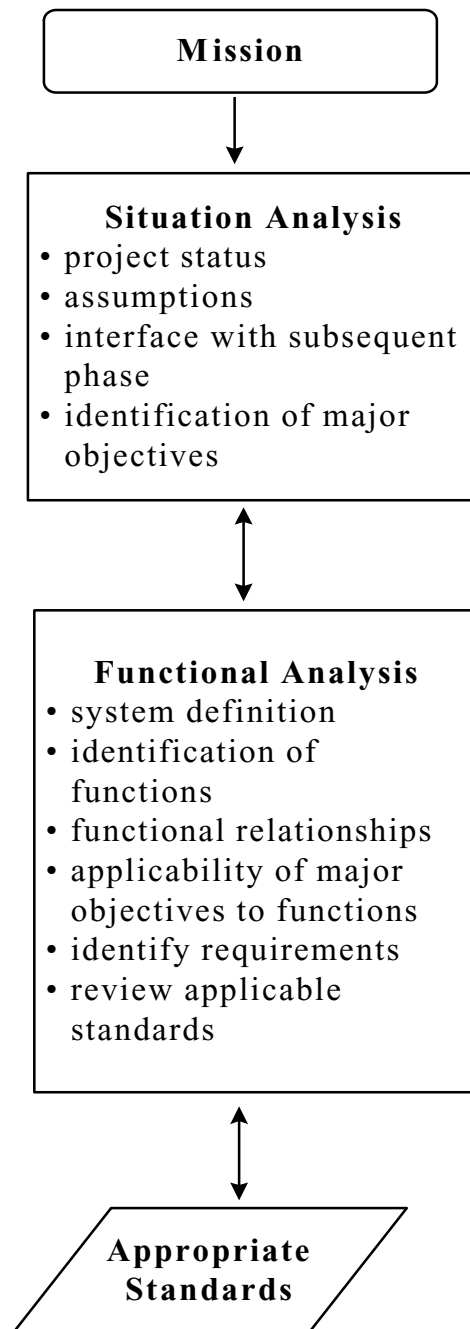 Mission
Situation Analysis
• project status
• assumptions
• interface with subsequent
phase
• identification of major
objectives
Functional Analysis
• system definition
• identification of
functions
• functional relationships
• applicability of major
objectives to functions
• identify requirements
• review applicable
standards
Appropriate
Standards